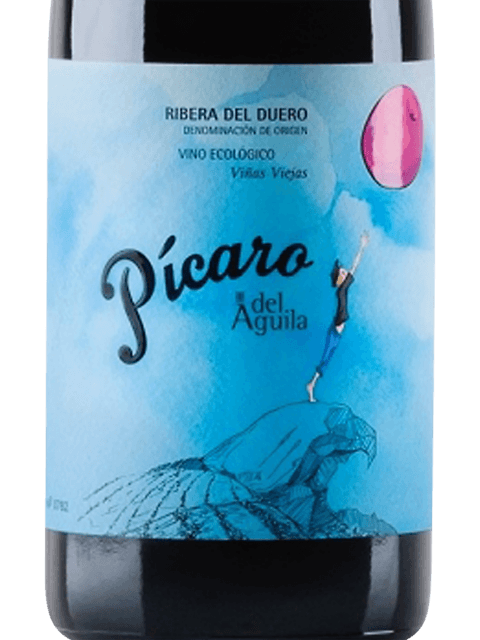 RIBERA DEL DUERO
DENOMINACIÓN DE ORIGEN
VINO ECOLÓGICO
Viñas Viejas
Pícaro
del
Águila